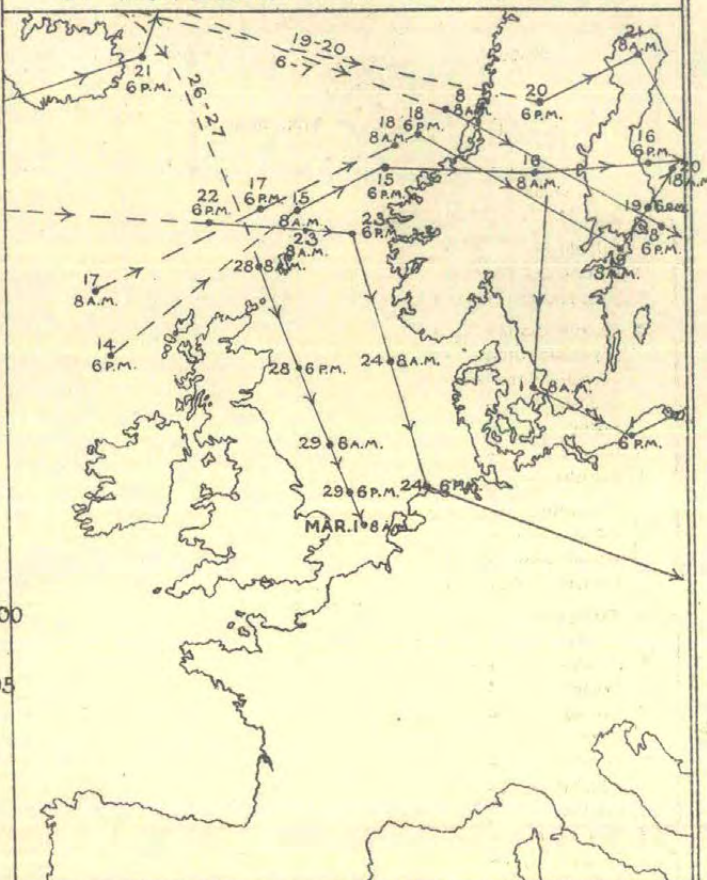 21
6 P.M.
19-20
6-7
26-27
20
6 P.M.
21
8 A.M.
8
8 A.M.
18
6 P.M.
18
8 A.M.
16
6 P.M.
20
8 A.M.
16
8 A.M.
15
6 P.M.
17
6 P.M.
15
8 A.M.
22
6 P.M.
23
8 A.M.
23
6 P.M.
19 6 P.M.
8
6 P.M.
8 A.M.
17
8 A.M.
28 8 A.M.
14
6 P.M.
28 6 P.M.
24 8 A.M.
1 8 A.M.
6 P.M.
29 8 A.M.
29 6 P.M.
24 6 P.M.
MAR. 1 8 A.M.